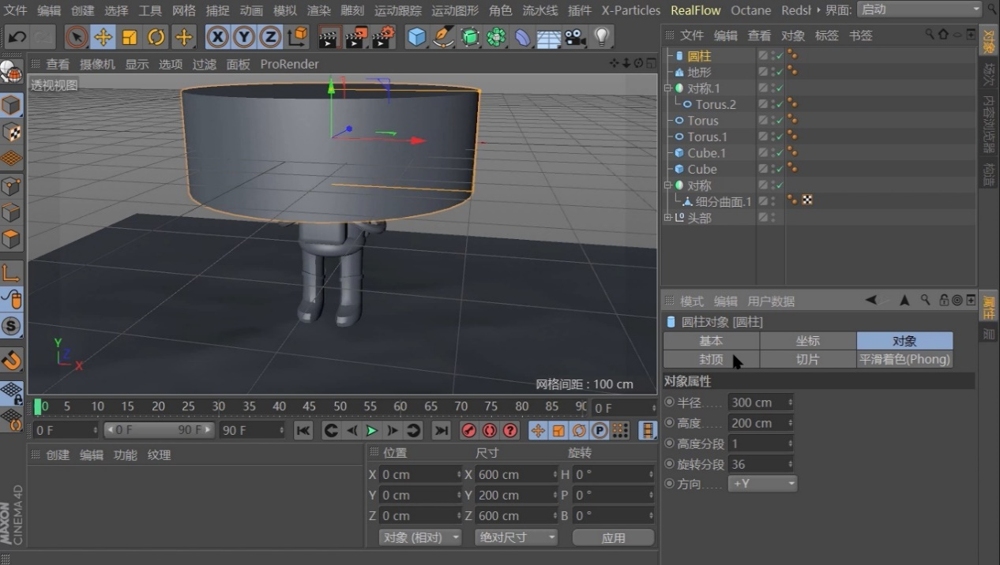 文件 编辑 创建 选择 工具 网格 捕捉 动画 模拟 渲染 雕刻 运动跟踪 运动图形 角色 流水线 插件 X-Particles RealFlow Octane Redsh 界面: 启动
X Y Z
文件 编辑 查看 对象 标签 书签
查看 摄像机 显示 选项 过滤 面板 ProRender
透视视图
圆柱
地形
对称.1
Torus.2
Torus
Torus.1
Cube.1
Cube
对称
细分曲面.1
头部
对象
场次
内容浏览器
构造
Y
Z
X
网格间距 : 100 cm
模式 编辑 用户数据
属性
层
圆柱对象 [圆柱]
基本 坐标 对象
封顶 切片 平滑着色(Phong)
对象属性
半径..... 300 cm
高度..... 200 cm
高度分段 1
旋转分段 36
方向..... +Y
0 5 10 15 20 25 30 35 40 45 50 55 60 65 70 75 80 85 90 0 F
0 F 0 F 90 F 90 F
创建 编辑 功能 纹理
位置 尺寸 旋转
X 0 cm X 600 cm H 0 °
Y 0 cm Y 200 cm P 0 °
Z 0 cm Z 600 cm B 0 °
对象 (相对) 绝对尺寸 应用
MAXON
CINEMA 4D